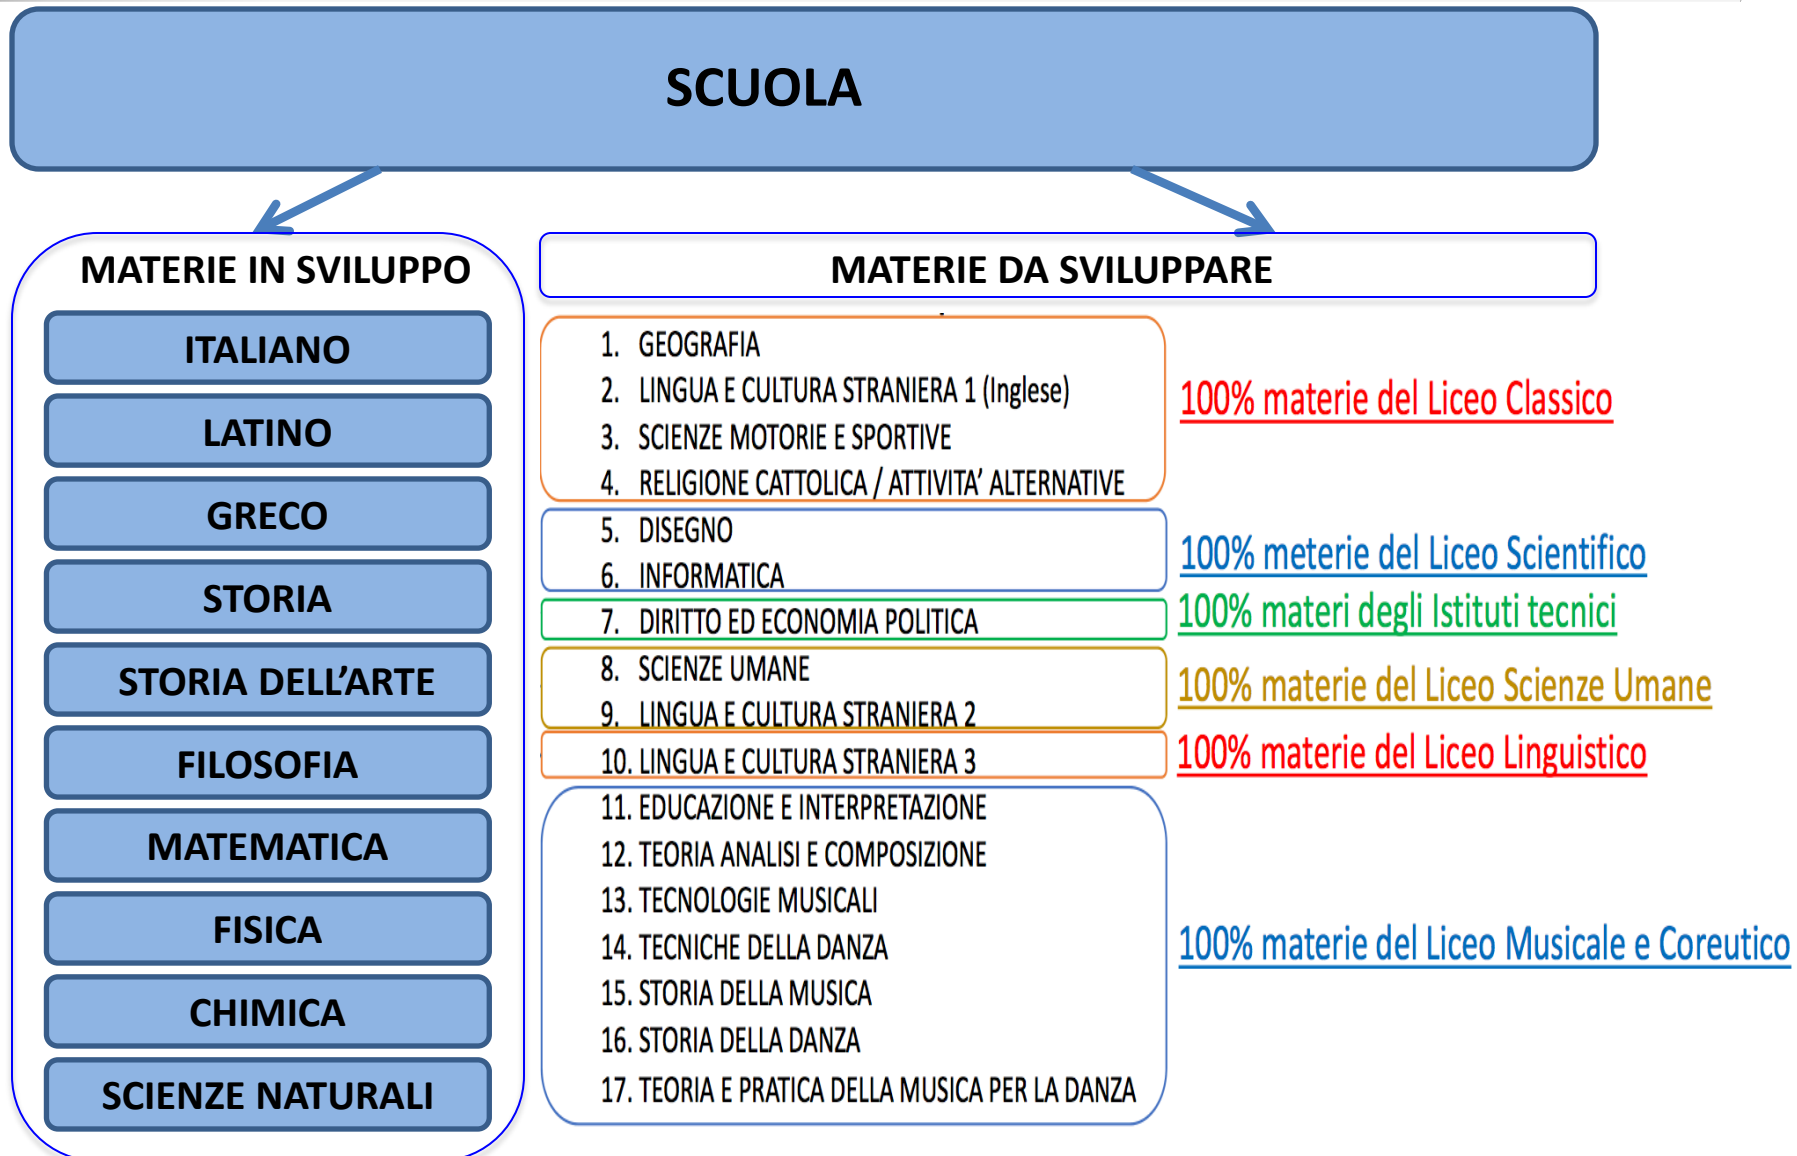 SCUOLA
MATERIE IN SVILUPPO
ITALIANO
LATINO
GRECO
STORIA
STORIA DELL’ARTE
FILOSOFIA
MATEMATICA
FISICA
CHIMICA
SCIENZE NATURALI
MATERIE DA SVILUPPARE
1. GEOGRAFIA
2. LINGUA E CULTURA STRANIERA 1 (Inglese)
3. SCIENZE MOTORIE E SPORTIVE
4. RELIGIONE CATTOLICA / ATTIVITA’ ALTERNATIVE
100% materie del Liceo Classico
5. DISEGNO
6. INFORMATICA
100% meterie del Liceo Scientifico
7. DIRITTO ED ECONOMIA POLITICA
100% materi degli Istituti tecnici
8. SCIENZE UMANE
9. LINGUA E CULTURA STRANIERA 2
100% materie del Liceo Scienze Umane
10. LINGUA E CULTURA STRANIERA 3
100% materie del Liceo Linguistico
11. EDUCAZIONE E INTERPRETAZIONE
12. TEORIA ANALISI E COMPOSIZIONE
13. TECNOLOGIE MUSICALI
14. TECNICHE DELLA DANZA
15. STORIA DELLA MUSICA
16. STORIA DELLA DANZA
17. TEORIA E PRATICA DELLA MUSICA PER LA DANZA
100% materie del Liceo Musicale e Coreutico